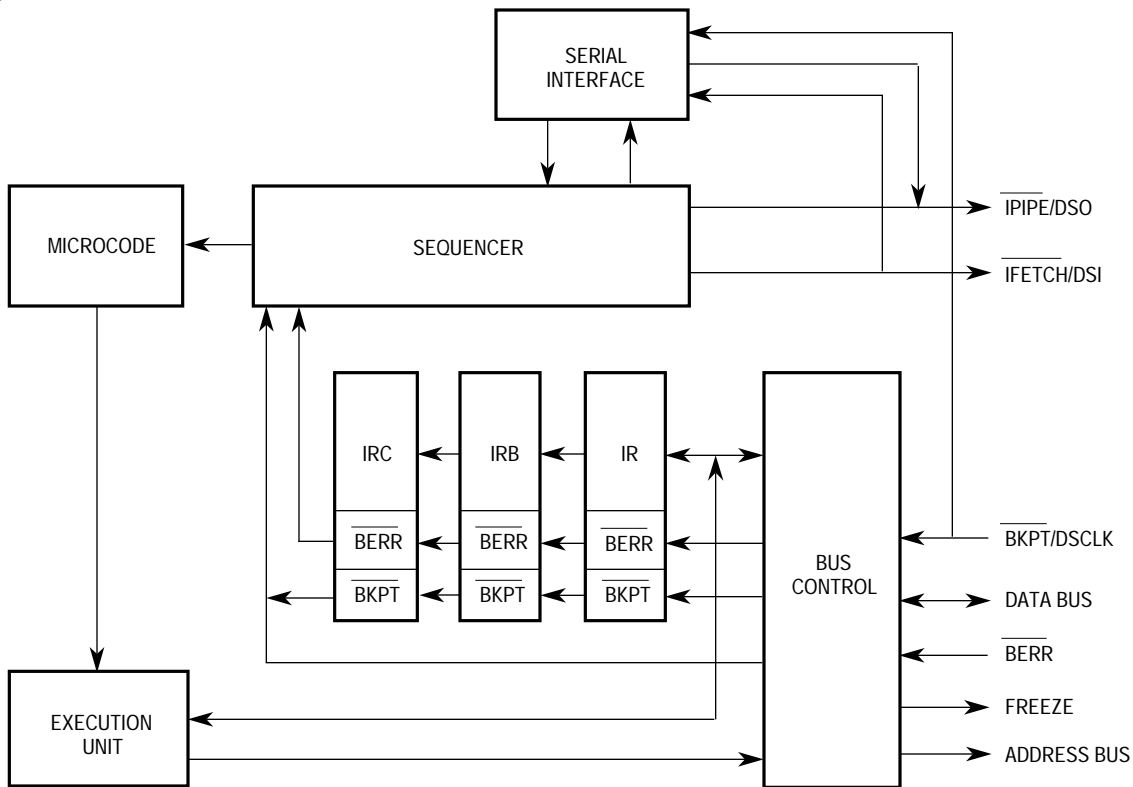 SERIAL
INTERFACE
MICROCODE
SEQUENCER
IPIPE/DSO
IFETCH/DSI
IRC
IRB
IR
BERR
BERR
BERR
BKPT
BKPT
BKPT
BUS
CONTROL
BKPT/DSCLK
DATA BUS
BERR
FREEZE
ADDRESS BUS
EXECUTION
UNIT